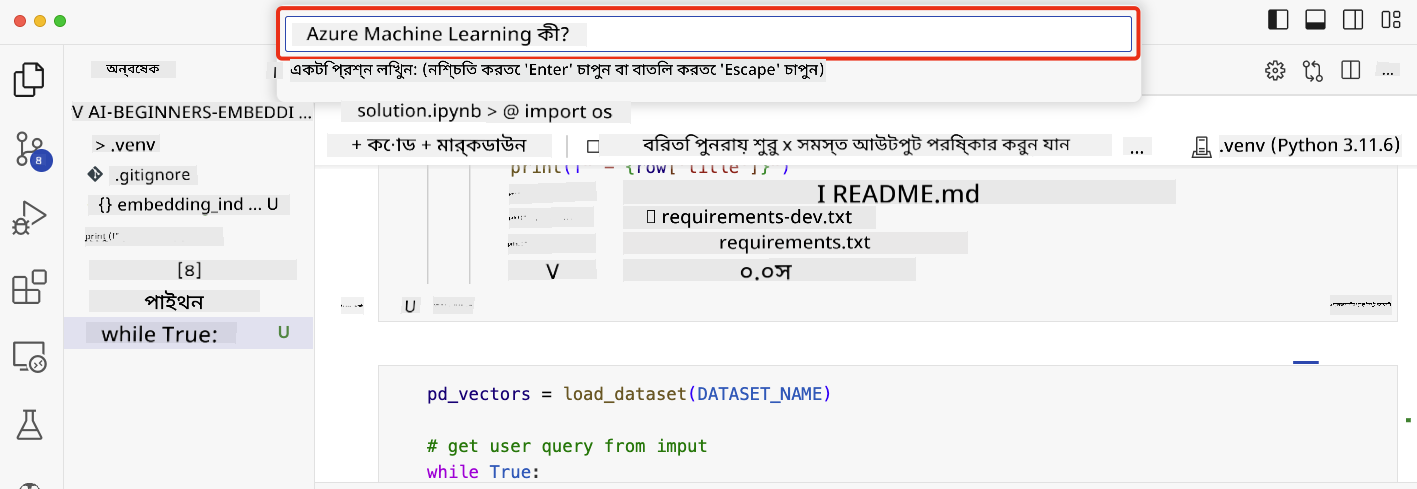 Azure Machine Learning কী?
একটি প্রশ্ন লিখুন: (নিশ্চিত করতে 'Enter' চাপুন বা বাতিল করতে 'Escape' চাপুন)
অন্বেষক
...
V AI-BEGINNERS-EMBEDDI ...
solution.ipynb > @ import os
> .venv
+ কোড + মার্কডাউন
বিরতি পুনরায় শুরু x সমস্ত আউটপুট পরিষ্কার করুন যান
...
.venv (Python 3.11.6)
.gitignore
{} embedding_ind ... U
print (f"
[৪]
পাইথন
while True:
U
8
print(f" - {row['title']}")
I README.md
requirements-dev.txt
requirements.txt
V
০.০স
U
pd_vectors = load_dataset(DATASET_NAME)
# get user query from imput
while True: